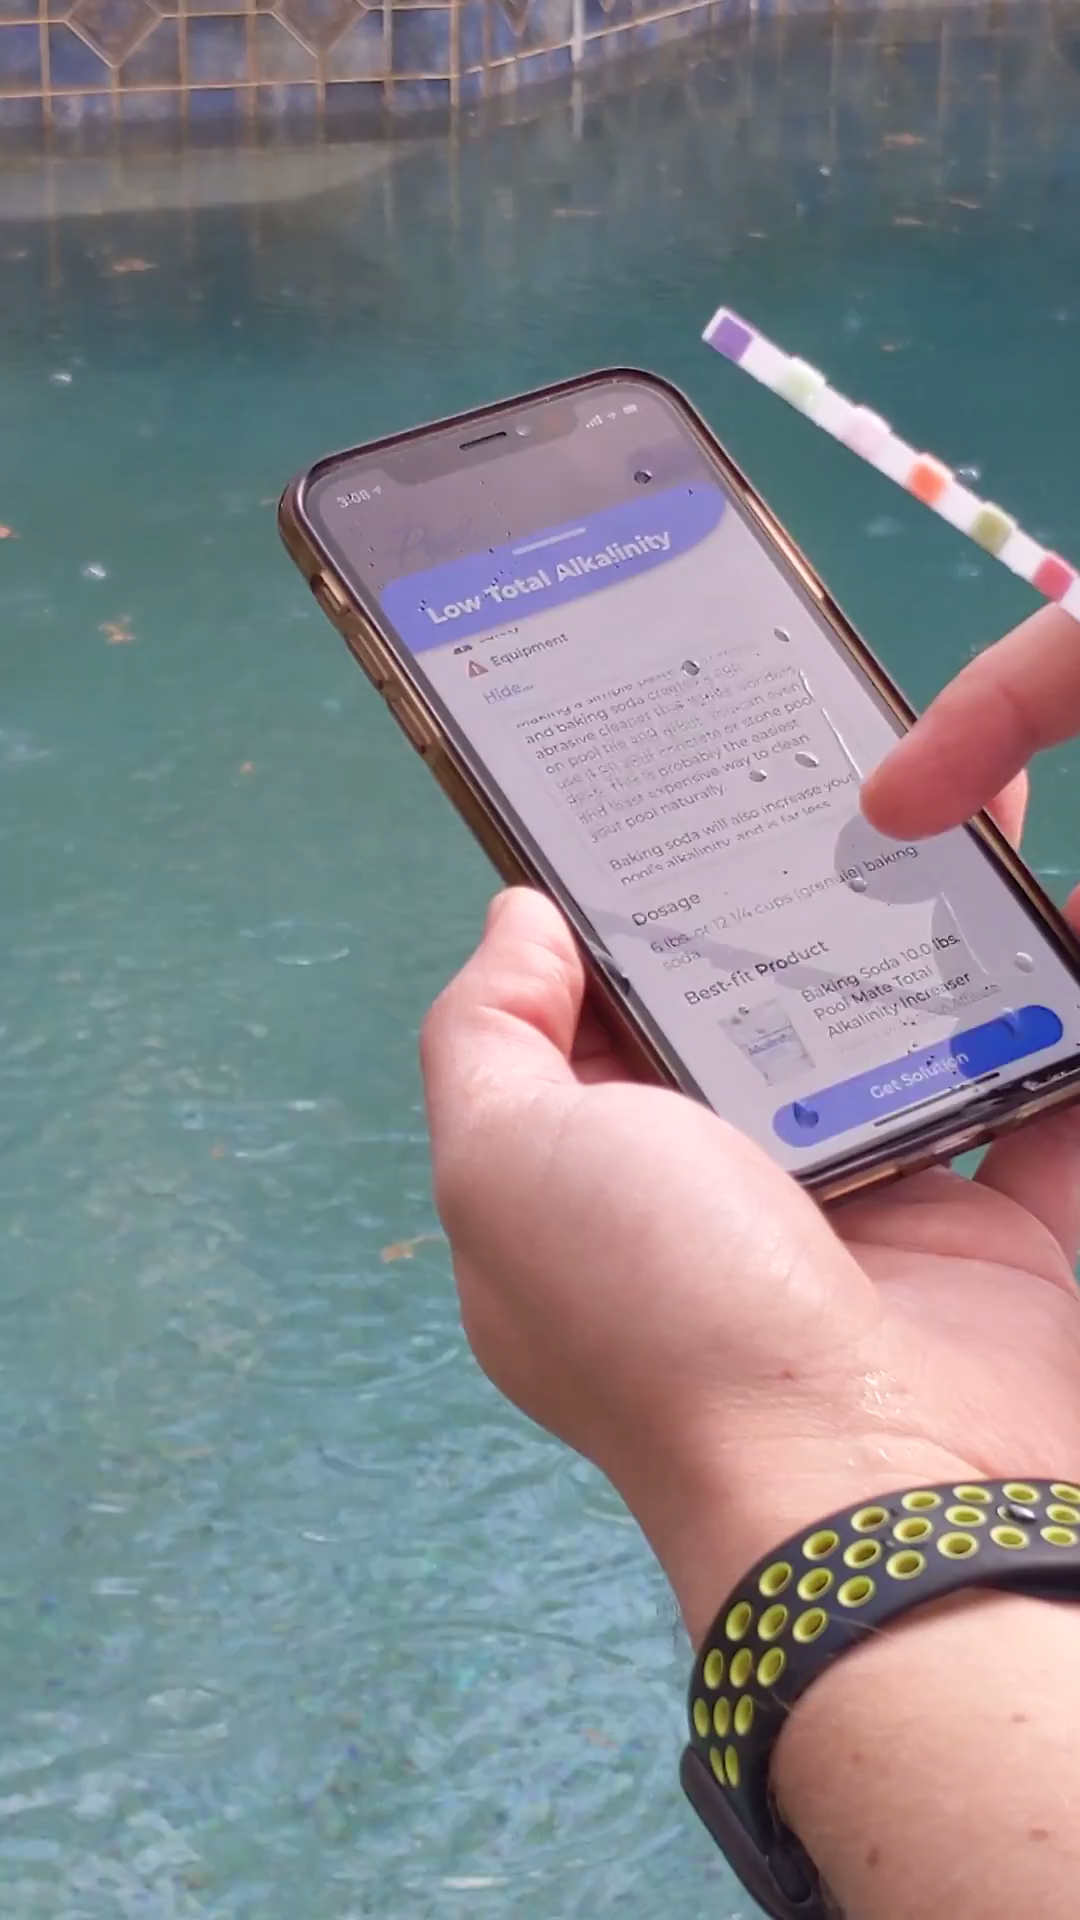 3:08
Low Total Alkalinity
Equipment
Hide...
making a simple paste
and baking soda creates a
abrasive cleaper that works wonders
on pool tile and grout. You can even
use it on your concrete or stone pool
deck. This is probably the easiest
and least expensive way to clean
your pool naturally.
Baking soda will also increase your
pool's alkalinity, and is far less
Dosage
6 lbs. or 12 1/4 cups (granule) baking
soda
Best-fit Product
Baking Soda 10.0 lbs.
Pool Mate Total
Alkalinity Increaser
Get Solution